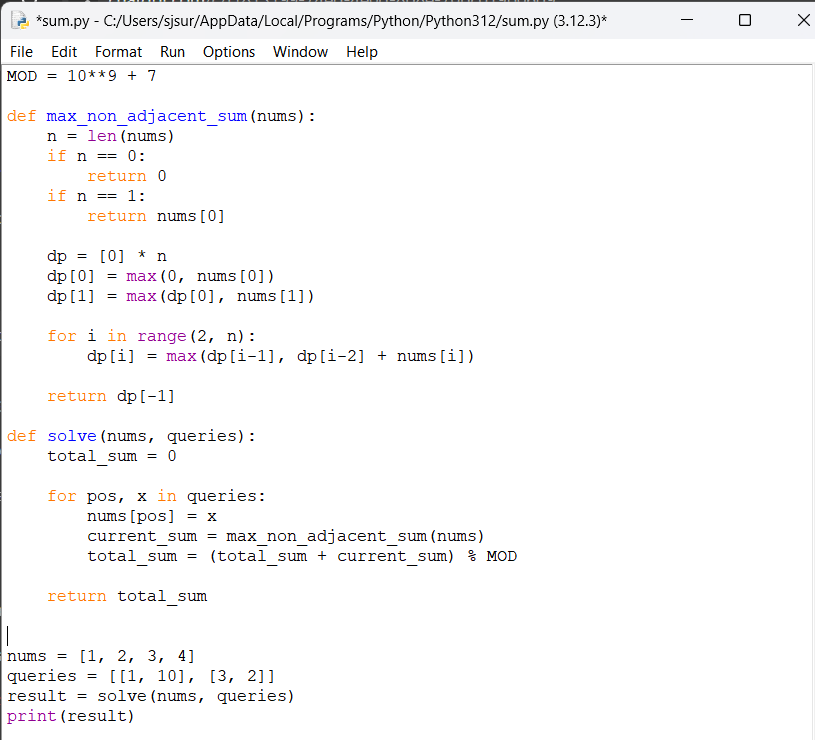 *sum.py - C:/Users/sjsur/AppData/Local/Programs/Python/Python312/sum.py (3.12.3)*
File Edit Format Run Options Window Help
MOD = 10**9 + 7

def max_non_adjacent_sum(nums):
    n = len(nums)
    if n == 0:
        return 0
    if n == 1:
        return nums[0]

    dp = [0] * n
    dp[0] = max(0, nums[0])
    dp[1] = max(dp[0], nums[1])

    for i in range(2, n):
        dp[i] = max(dp[i-1], dp[i-2] + nums[i])

    return dp[-1]

def solve(nums, queries):
    total_sum = 0

    for pos, x in queries:
        nums[pos] = x
        current_sum = max_non_adjacent_sum(nums)
        total_sum = (total_sum + current_sum) % MOD

    return total_sum


nums = [1, 2, 3, 4]
queries = [[1, 10], [3, 2]]
result = solve(nums, queries)
print(result)